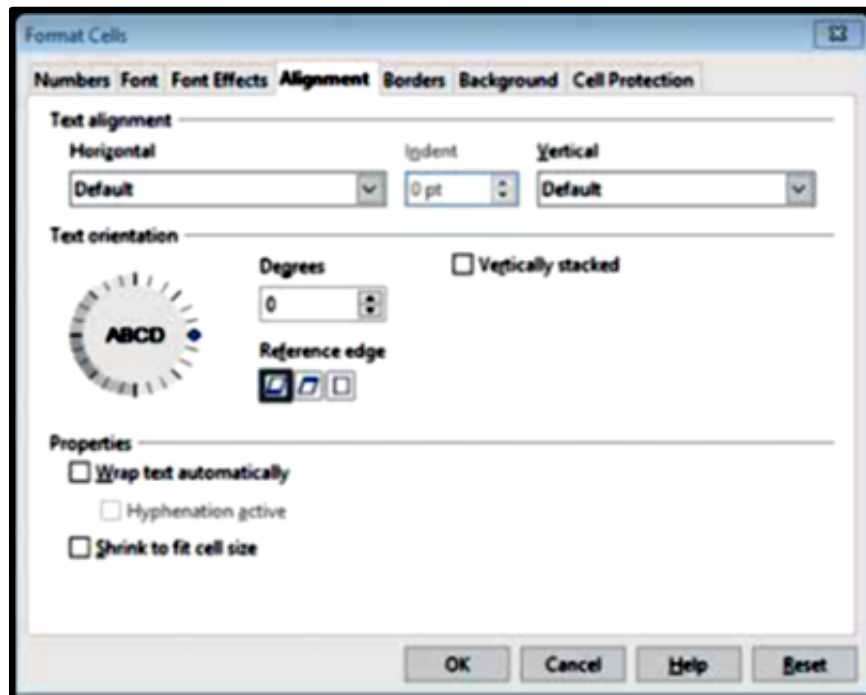 Format Cells
Numbers Font Font Effects Alignment Borders Background Cell Protection
Text alignment
Horizontal Indent Vertical
Default 0 pt Default
Text orientation
Degrees Vertically stacked
0
ABCD
Reference edge
Properties
Wrap text automatically
Hyphenation active
Shrink to fit cell size
OK Cancel Help Reset